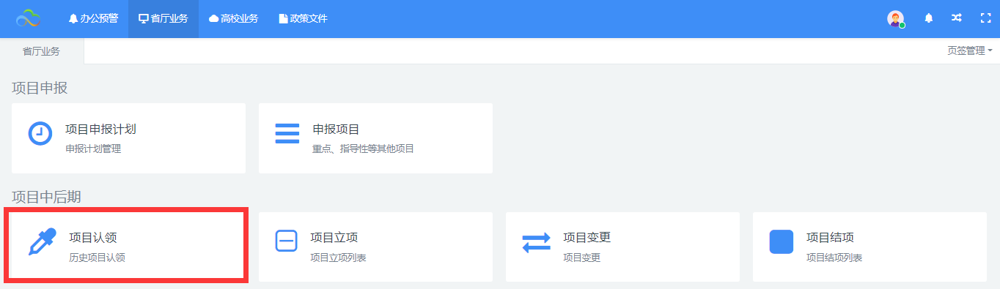 办公预警 省厅业务 高校业务 政策文件
省厅业务 页签管理
项目申报
项目申报计划
申报计划管理
申报项目
重点、指导性等其他项目
项目中后期
项目认领
历史项目认领
项目立项
项目立项列表
项目变更
项目变更
项目结项
项目结项列表